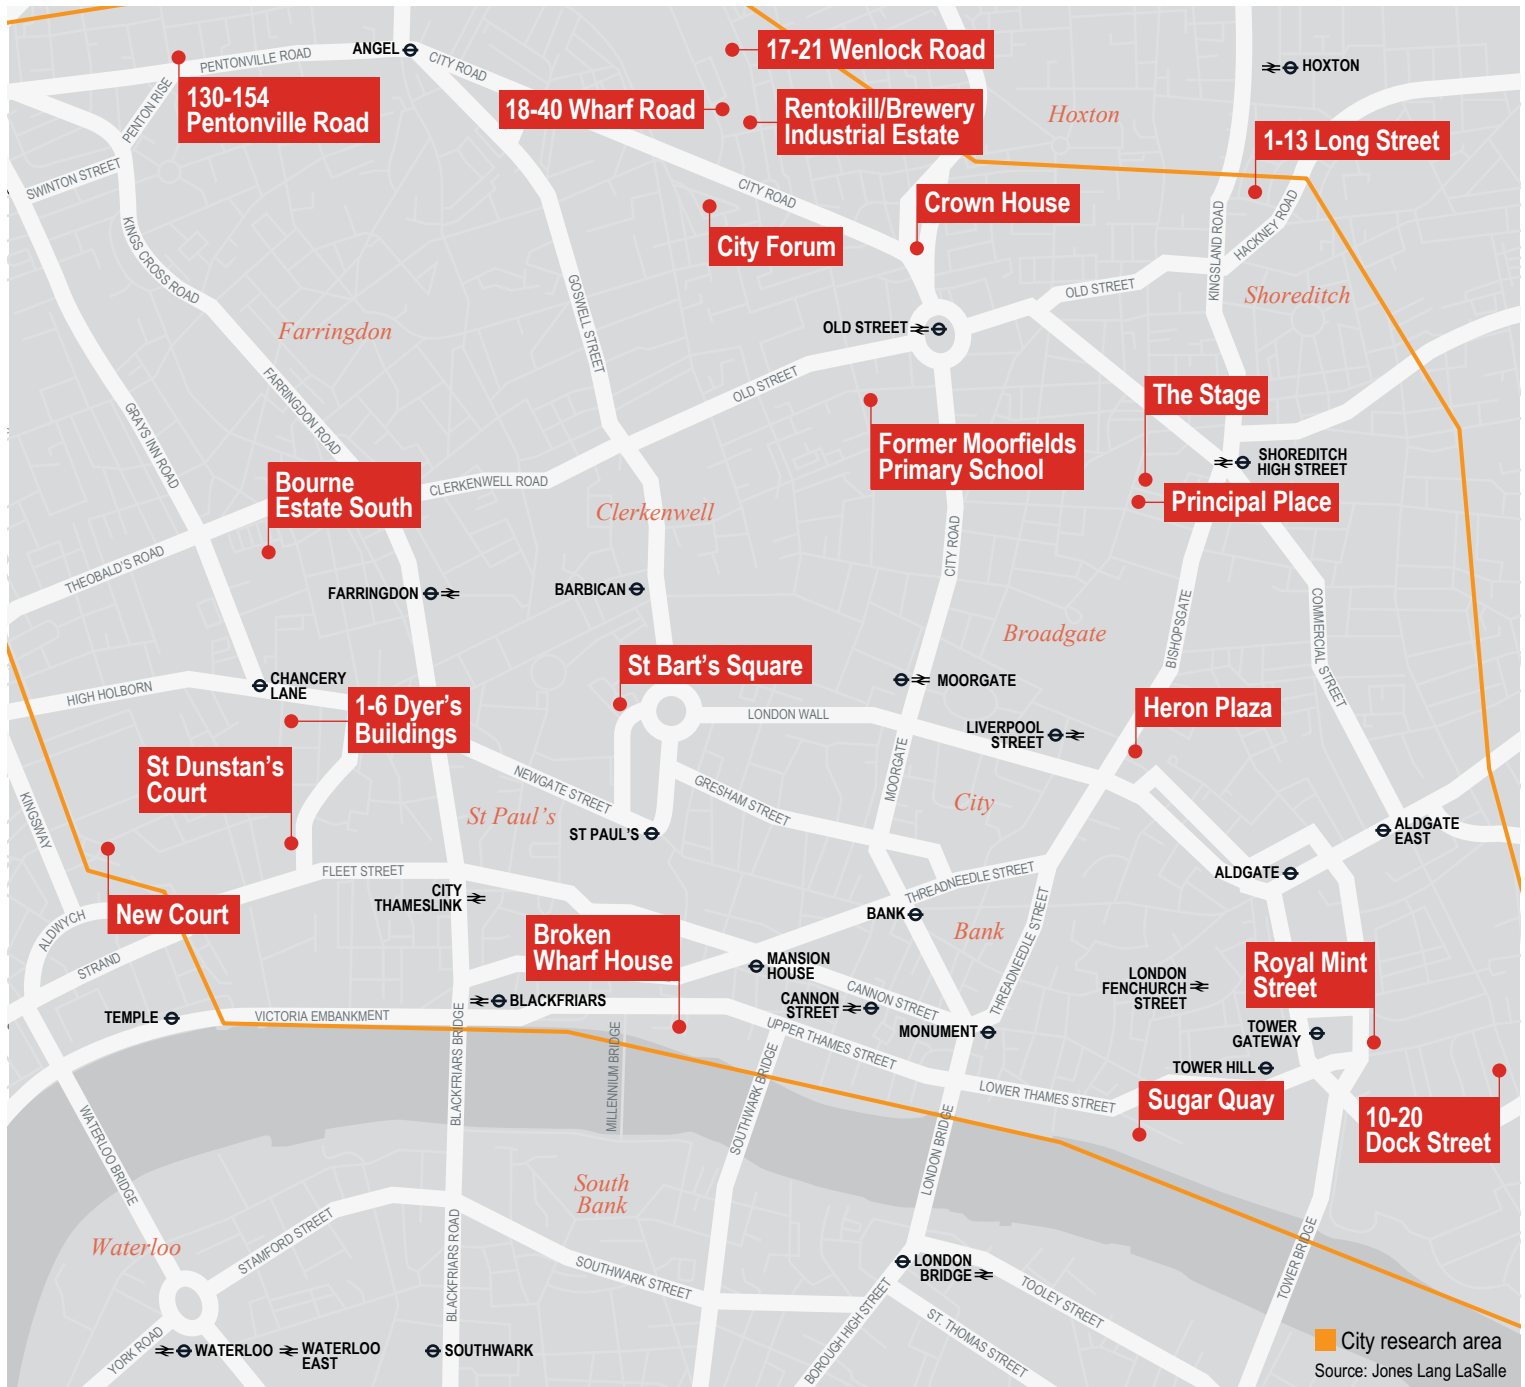 PENTONVILLE ROAD
ANGEL
CITY ROAD
17-21 Wenlock Road
HOXTON
130-154
Pentonville Road
PENTON RISE
18-40 Wharf Road
Rentokill/Brewery
Industrial Estate
Hoxton
1-13 Long Street
SWINTON STREET
CITY ROAD
Crown House
KINGS CROSS ROAD
City Forum
KINGSLAND ROAD
HACKNEY ROAD
GOSWELL STREET
OLD STREET
Shoreditch
Farringdon
OLD STREET
FARRINGDON ROAD
OLD STREET
GRAYS INN ROAD
The Stage
Former Moorfields
Primary School
SHOREDITCH
HIGH STREET
Bourne
Estate South
CLERKENWELL ROAD
Clerkenwell
Principal Place
THEOBALD'S ROAD
CITY ROAD
FARRINGDON
BARBICAN
Broadgate
BISHOPSGATE
COMMERCIAL STREET
St Bart's Square
CHANCERY
LANE
HIGH HOLBORN
MOORGATE
1-6 Dyer's
Buildings
LONDON WALL
Heron Plaza
LIVERPOOL
STREET
St Dunstan's
Court
NEWGATE STREET
MOORGATE
GRESHAM STREET
City
KINGSWAY
St Paul's
ST PAUL'S
ALDGATE
EAST
FLEET STREET
ALDGATE
THREADNEEDLE STREET
CITY
THAMESLINK
New Court
ALDWYCH
BANK
Bank
Broken
Wharf House
STRAND
MANSION
HOUSE
THREADNEEDLE STREET
LONDON
FENCHURCH
STREET
Royal Mint
Street
CANNON STREET
CANNON
STREET
BLACKFRIARS
TEMPLE
VICTORIA EMBANKMENT
BLACKFRIARS BRIDGE
MILLENNIUM BRIDGE
UPPER THAMES STREET
MONUMENT
TOWER
GATEWAY
TOWER HILL
SOUTHWARK BRIDGE
LOWER THAMES STREET
Sugar Quay
10-20
Dock Street
WATERLOO BRIDGE
LONDON BRIDGE
South
Bank
Waterloo
STAMFORD STREET
BLACKFRIARS ROAD
SOUTHWARK STREET
LONDON
BRIDGE
TOOLEY STREET
TOWER BRIDGE
BOROUGH HIGH STREET
ST. THOMAS STREET
YORK ROAD
WATERLOO
WATERLOO
EAST
SOUTHWARK
City research area
Source: Jones Lang LaSalle